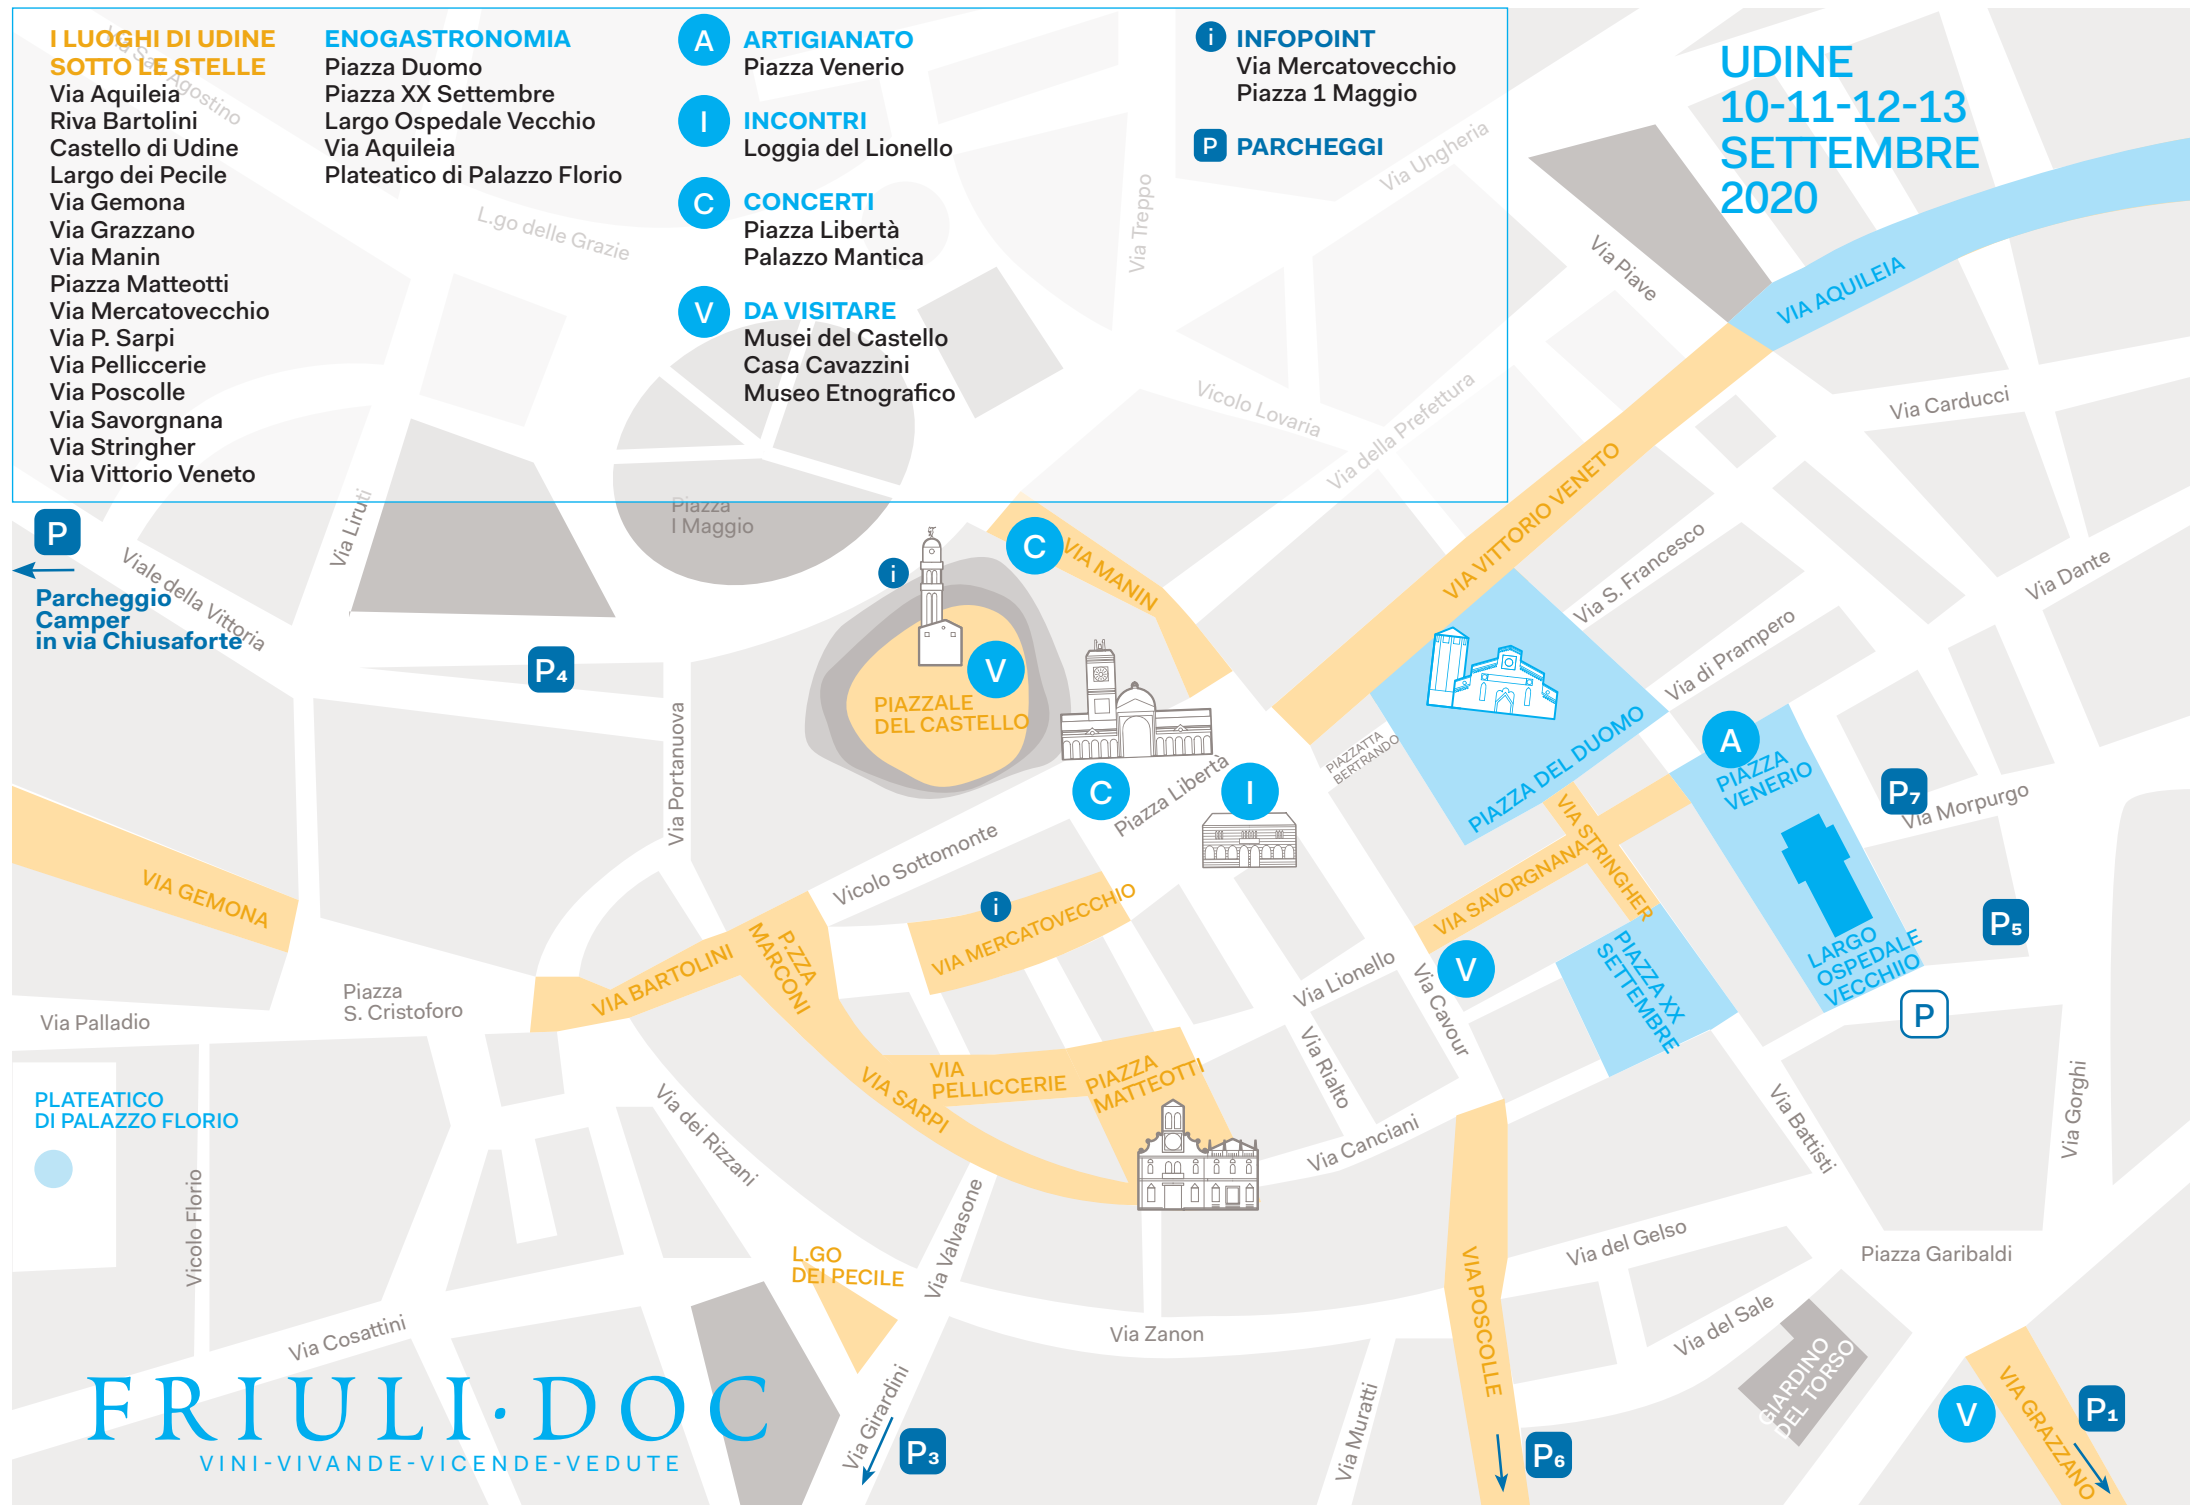 I LUOGHI DI UDINE
SOTTO LE STELLE
Via Aquileia
Riva Bartolini
Castello di Udine
Largo dei Pecile
Via Gemona
Via Grazzano
Via Manin
Piazza Matteotti
Via Mercatovecchio
Via P. Sarpi
Via Pelliccerie
Via Poscolle
Via Savorgnana
Via Stringher
Via Vittorio Veneto
ENOGASTRONOMIA
Piazza Duomo
Piazza XX Settembre
Largo Ospedale Vecchio
Via Aquileia
Plateatico di Palazzo Florio
A
ARTIGIANATO
Piazza Venerio
I
INCONTRI
Loggia del Lionello
C
CONCERTI
Piazza Libertà
Palazzo Mantica
V
DA VISITARE
Musei del Castello
Casa Cavazzini
Museo Etnografico
i
INFOPOINT
Via Mercatovecchio
Piazza 1 Maggio
P
PARCHEGGI
UDINE
10-11-12-13
SETTEMBRE
2020
Via San Agostino
L.go delle Grazie
Via Treppo
Via Ungheria
Via Piave
VIA AQUILEIA
Vicolo Lovaria
Via della Prefettura
Via Carducci
VIA VITTORIO VENETO
Via Liruti
Piazza
I Maggio
P
Parcheggio
Camper
in via Chiusaforte
Viale della Vittoria
P4
Via Portanuova
i
C
VIA MANIN
V
PIAZZALE
DEL CASTELLO
C
Piazza Libertà
I
PIAZZATTA
BERTRANDO
PIAZZA DEL DUOMO
Via S. Francesco
Via di Prampero
Via Dante
A
PIAZZA
VENERIO
P7
Via Morpurgo
VIA STRINGHER
VIA SAVORGNANA
V
PIAZZA XX
SETTEMBRE
LARGO
OSPEDALE
VECCHIIO
P5
P
VIA GEMONA
Vicolo Sottomonte
i
VIA MERCATOVECCHIO
P.ZZA
MARCONI
VIA BARTOLINI
Piazza
S. Cristoforo
Via Palladio
Via Lionello
Via Cavour
Via Rialto
VIA SARPI
VIA
PELLICCERIE
PIAZZA
MATTEOTTI
Via Canciani
Via Battisti
Via Gorghi
PLATEATICO
DI PALAZZO FLORIO
Vicolo Florio
Via dei Rizzani
Via Valvasone
L.GO
DEI PECILE
Via Zanon
VIA POSCOLLE
Via del Gelso
Piazza Garibaldi
Via del Sale
GIARDINO
DEL TORSO
Via Cosattini
Via Girardini
P3
Via Muratti
P6
V
VIA GRAZZANO
P1
FRIULI·DOC
VINI-VIVANDE-VICENDE-VEDUTE